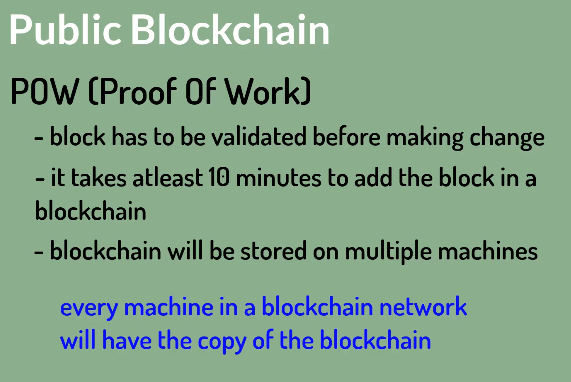 Public Blockchain
POW (Proof Of Work)
- block has to be validated before making change
- it takes atleast 10 minutes to add the block in a
blockchain
- blockchain will be stored on multiple machines
every machine in a blockchain network
will have the copy of the blockchain